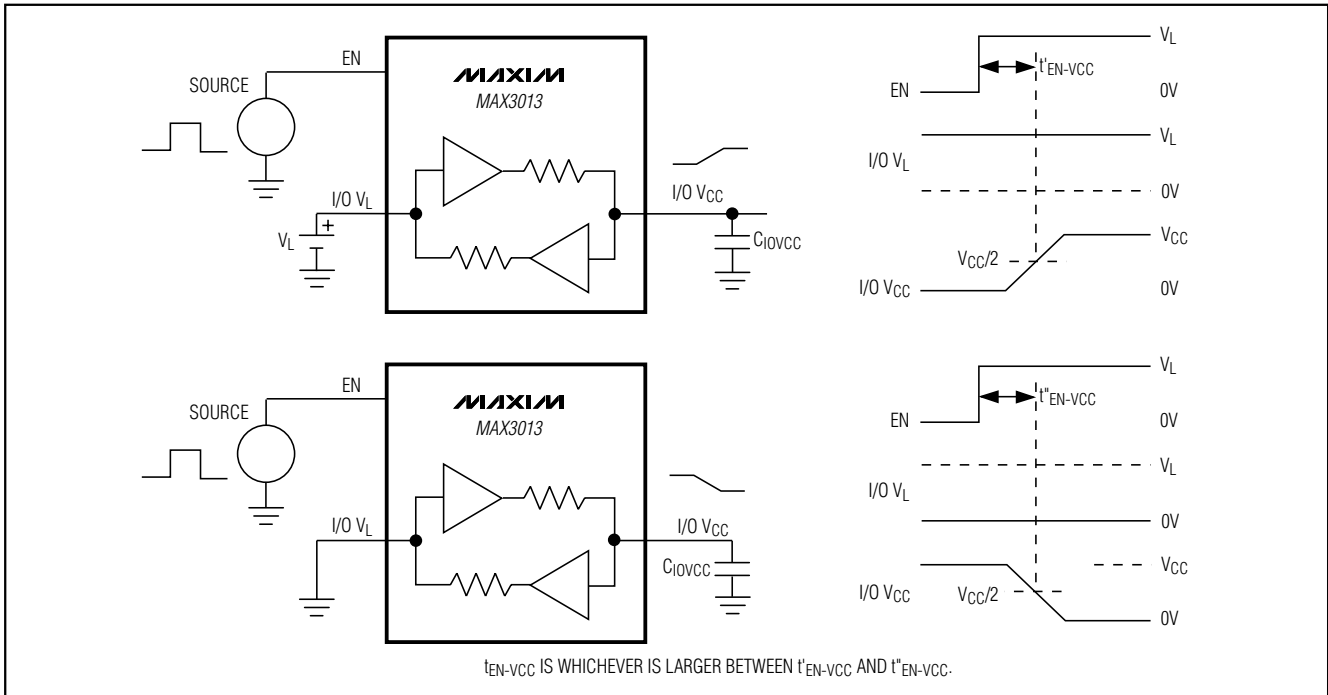 EN
SOURCE
MAXIM
MAX3013
I/O VL
VL
+
I/O VCC
CIOVCC
EN
VL
t'EN-VCC
0V
I/O VL
VL
0V
VCC/2
VCC
I/O VCC
0V
EN
SOURCE
MAXIM
MAX3013
I/O VL
I/O VCC
CIOVCC
EN
VL
t"EN-VCC
0V
I/O VL
VL
0V
VCC
I/O VCC
VCC/2
0V
tEN-VCC IS WHICHEVER IS LARGER BETWEEN t'EN-VCC AND t"EN-VCC.